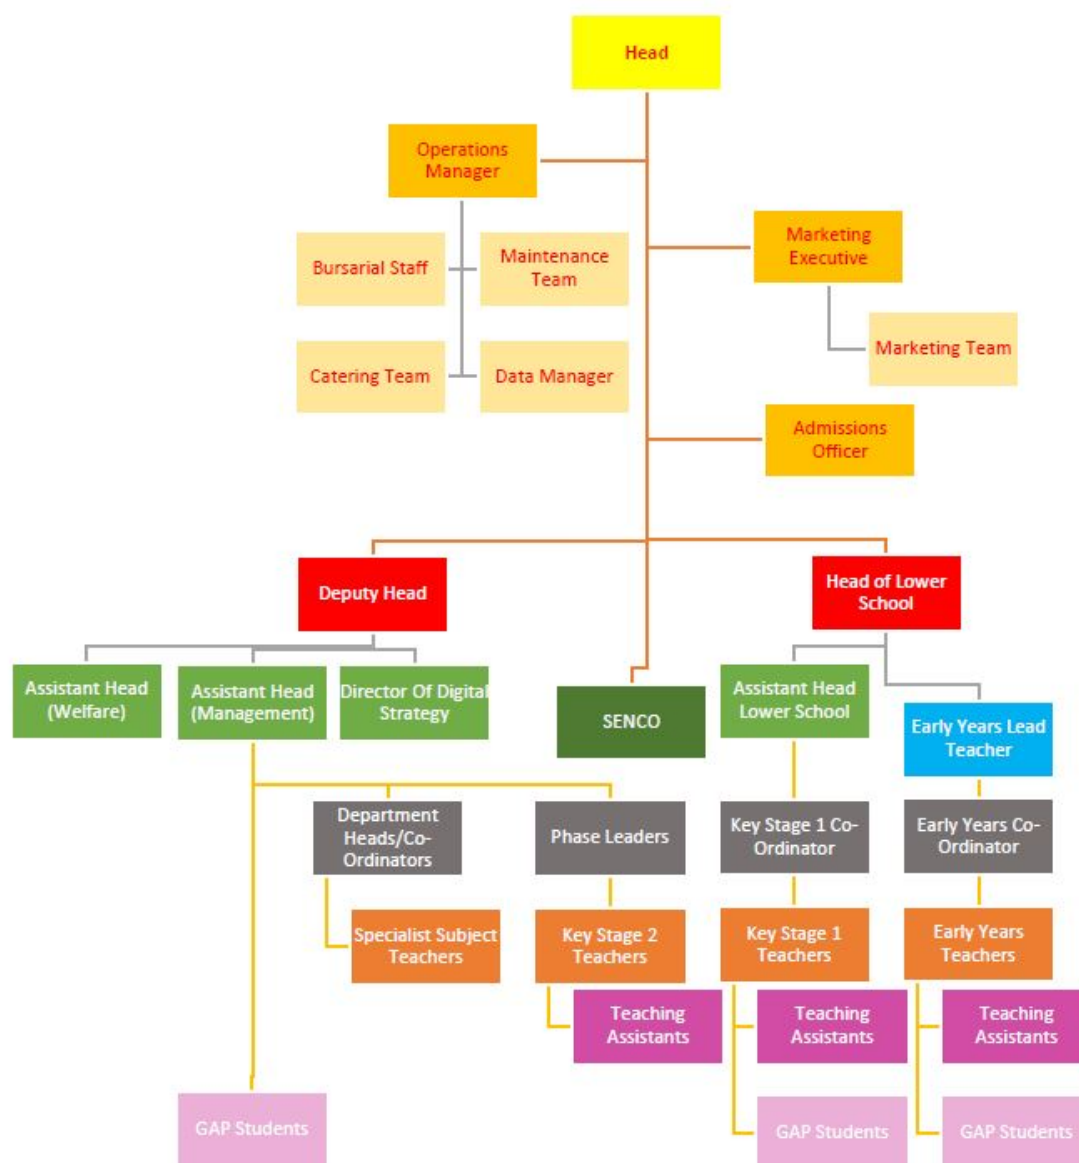 Head
Operations
Manager
Marketing
Executive
Bursarial Staff
Maintenance
Team
Marketing Team
Catering Team
Data Manager
Admissions
Officer
Deputy Head
Head of Lower
School
Assistant Head
(Welfare)
Assistant Head
(Management)
Director Of Digital
Strategy
SENCO
Assistant Head
Lower School
Early Years Lead
Teacher
Department
Heads/Co-
Ordinators
Phase Leaders
Key Stage 1 Co-
Ordinator
Early Years Co-
Ordinator
Specialist Subject
Teachers
Key Stage 2
Teachers
Key Stage 1
Teachers
Early Years
Teachers
Teaching
Assistants
Teaching
Assistants
Teaching
Assistants
GAP Students
GAP Students
GAP Students